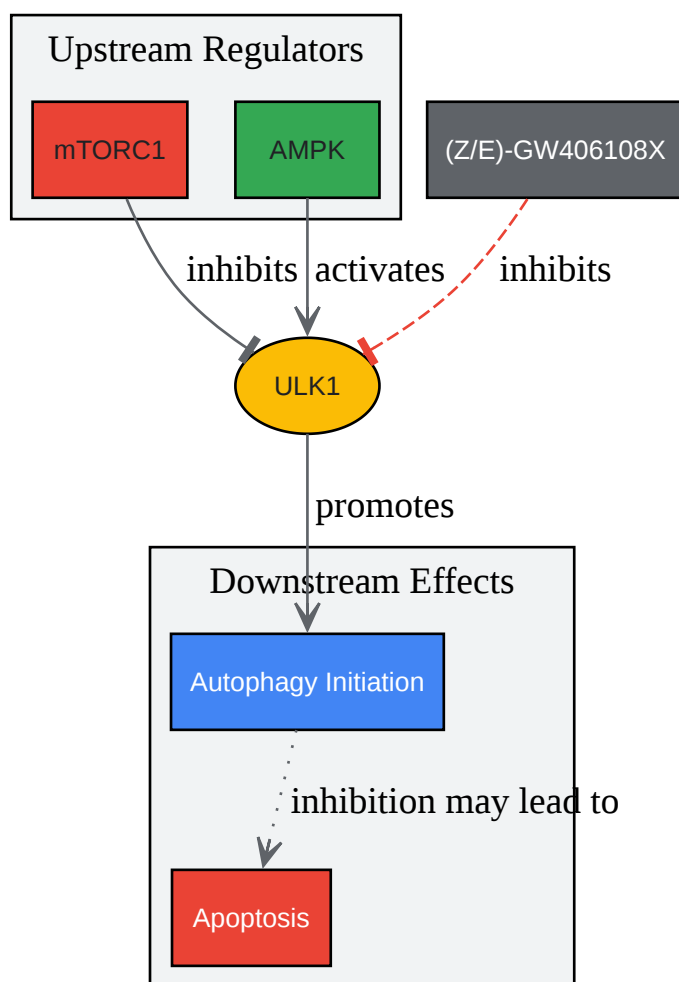 Upstream Regulators
mTORC1
AMPK
(Z/E)-GW406108X
inhibits
activates
inhibits
ULK1
promotes
Downstream Effects
Autophagy Initiation
inhibition may lead to
Apoptosis